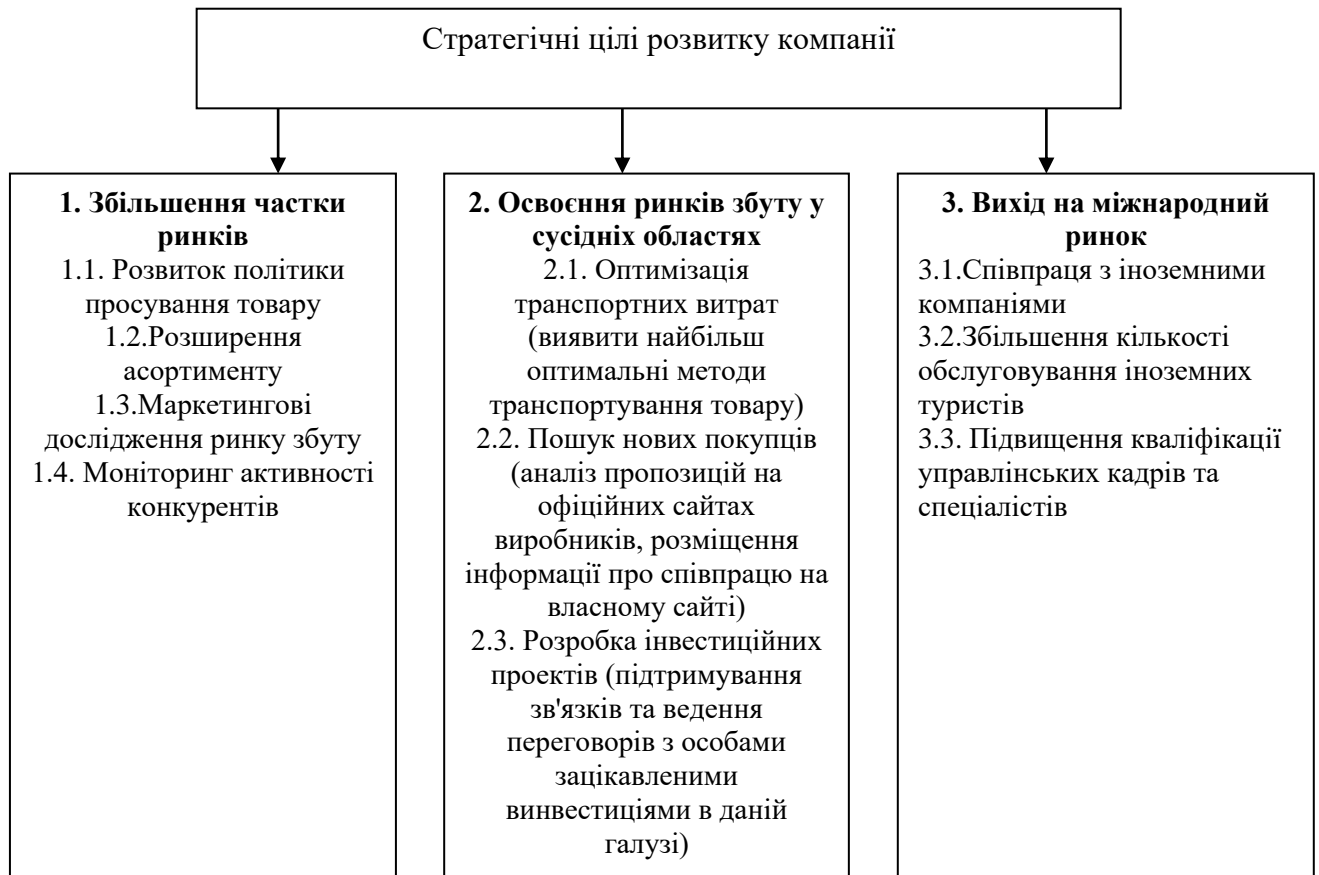 Стратегічні цілі розвитку компанії
1. Збільшення частки
ринків
1.1. Розвиток політики
просування товару
1.2.Розширення
асортименту
1.3.Маркетингові
дослідження ринку збуту
1.4. Моніторинг активності
конкурентів
2. Освоєння ринків збуту у
сусідніх областях
2.1. Оптимізація
транспортних витрат
(виявити найбільш
оптимальні методи
транспортування товару)
2.2. Пошук нових покупців
(аналіз пропозицій на
офіційних сайтах
виробників, розміщення
інформації про співпрацю на
власному сайті)
2.3. Розробка інвестиційних
проектів (підтримування
зв'язків та ведення
переговорів з особами
зацікавленими
винвестиціями в даній
галузі)
3. Вихід на міжнародний
ринок
3.1.Співпраця з іноземними
компаніями
3.2.Збільшення кількості
обслуговування іноземних
туристів
3.3. Підвищення кваліфікації
управлінських кадрів та
спеціалістів